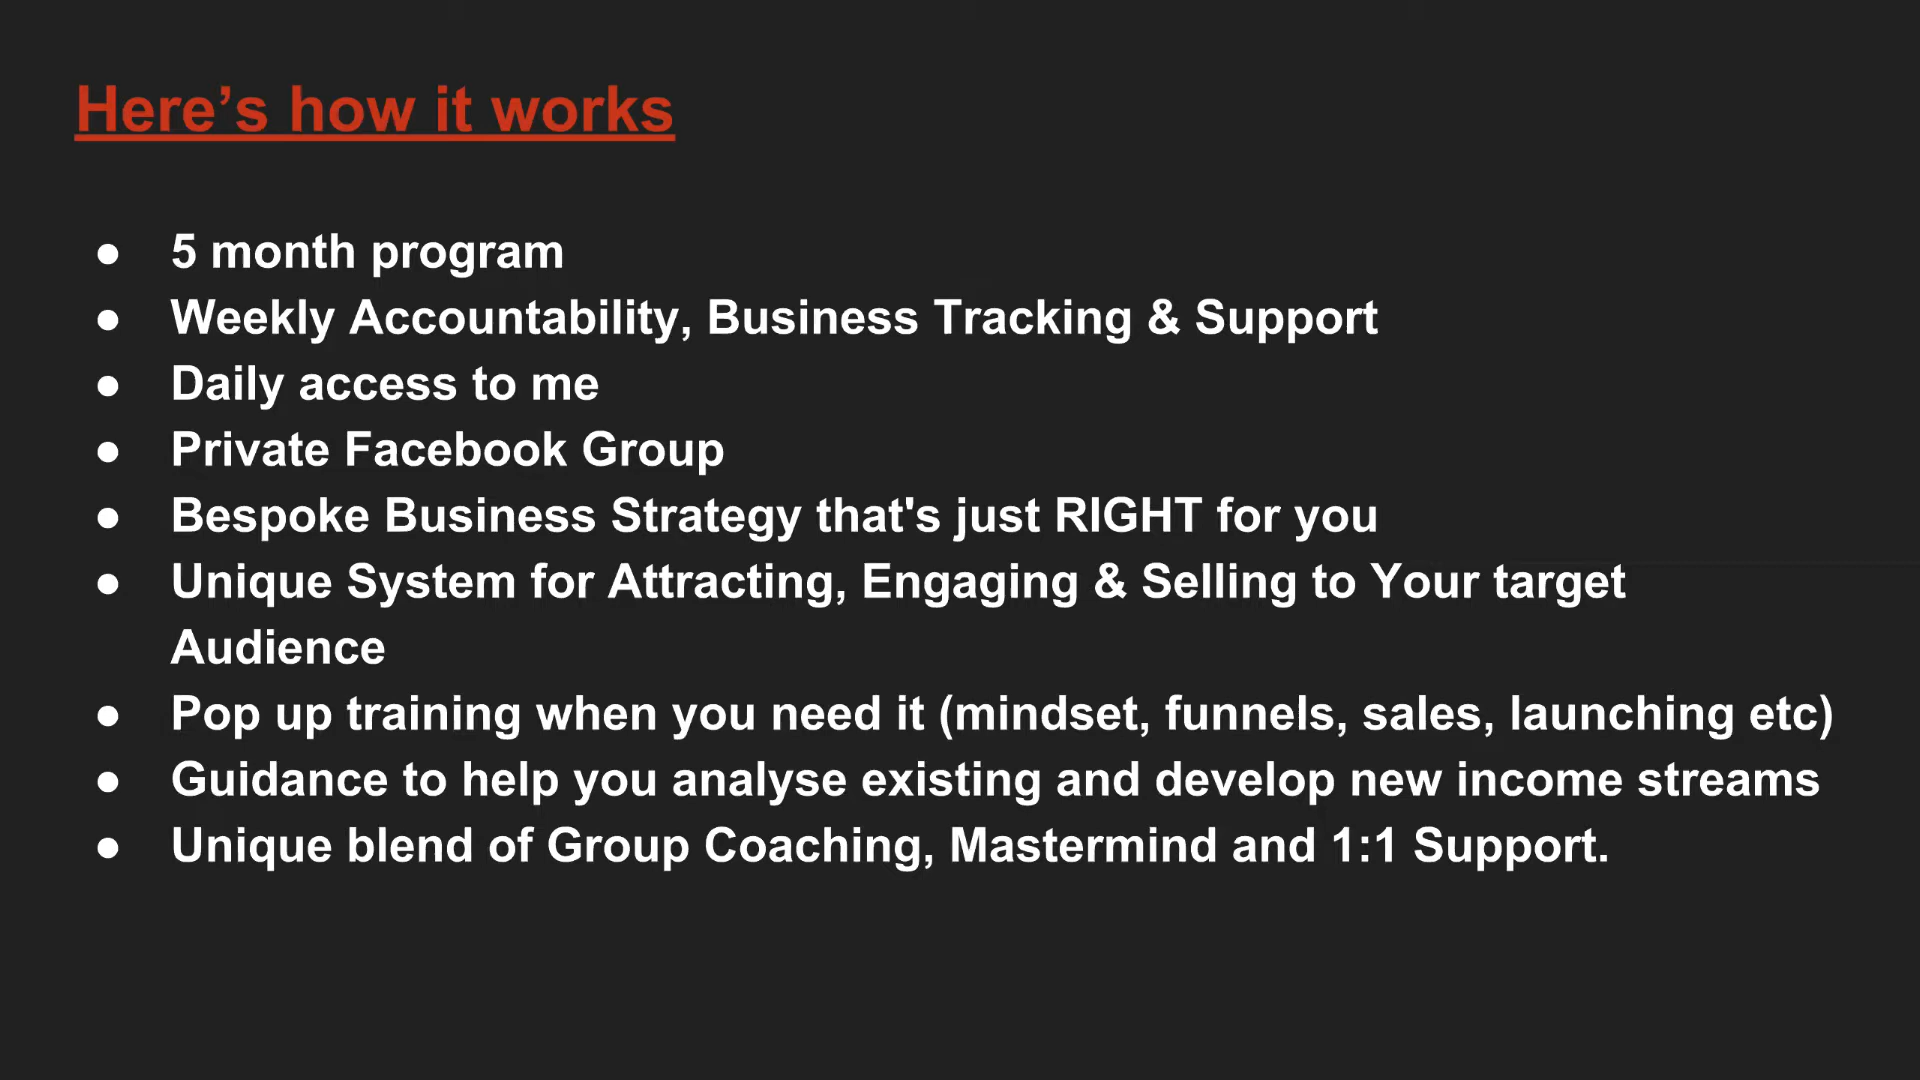 Here’s how it works
● 5 month program
● Weekly Accountability, Business Tracking & Support
● Daily access to me
● Private Facebook Group
● Bespoke Business Strategy that's just RIGHT for you
● Unique System for Attracting, Engaging & Selling to Your target
Audience
● Pop up training when you need it (mindset, funnels, sales, launching etc)
● Guidance to help you analyse existing and develop new income streams
● Unique blend of Group Coaching, Mastermind and 1:1 Support.